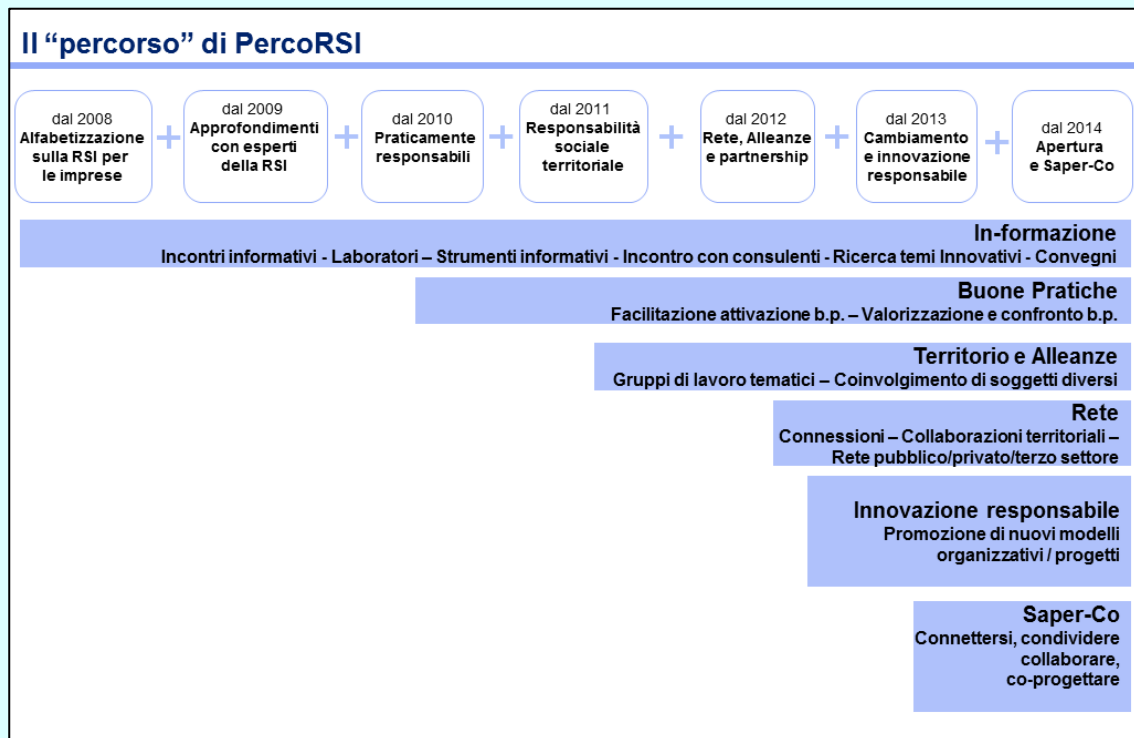 Il “percorso” di PercoRSI
dal 2008
Alfabetizzazione
sulla RSI per
le imprese
+
dal 2009
Approfondimenti
con esperti
della RSI
+
dal 2010
Praticamente
responsabili
+
dal 2011
Responsabilità
sociale
territoriale
+
dal 2012
Rete, Alleanze
e partnership
+
dal 2013
Cambiamento
e innovazione
responsabile
+
dal 2014
Apertura
e Saper-Co
In-formazione
Incontri informativi - Laboratori – Strumenti informativi - Incontro con consulenti - Ricerca temi Innovativi - Convegni
Buone Pratiche
Facilitazione attivazione b.p. – Valorizzazione e confronto b.p.
Territorio e Alleanze
Gruppi di lavoro tematici – Coinvolgimento di soggetti diversi
Rete
Connessioni – Collaborazioni territoriali –
Rete pubblico/privato/terzo settore
Innovazione responsabile
Promozione di nuovi modelli
organizzativi / progetti
Saper-Co
Connettersi, condividere
collaborare,
co-progettare